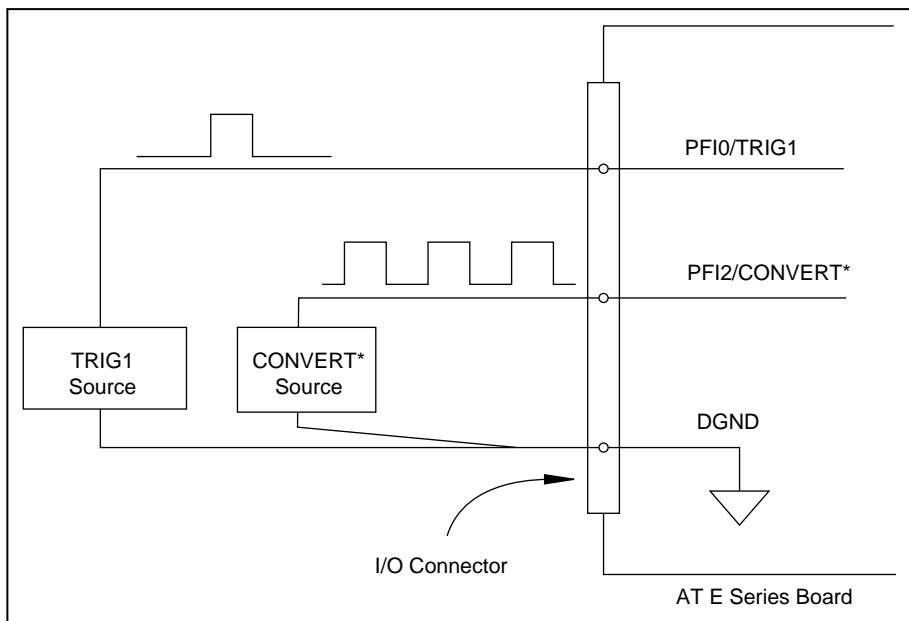 PFI0/TRIG1
PFI2/CONVERT*
TRIG1
Source
CONVERT*
Source
DGND
I/O Connector
AT E Series Board